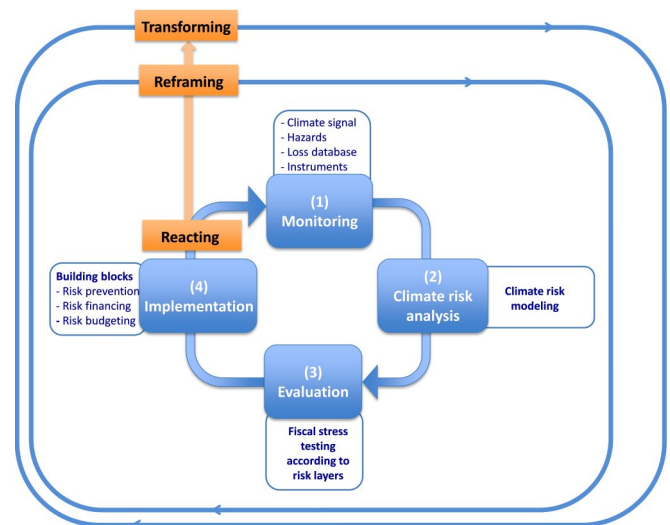 Transforming
Reframing
- Climate signal
- Hazards
- Loss database
- Instruments
(1)
Monitoring
Reacting
Building blocks
- Risk prevention
- Risk financing
- Risk budgeting
(4)
Implementation
(2)
Climate risk
analysis
Climate risk
modeling
(3)
Evaluation
Fiscal stress
testing
according to
risk layers